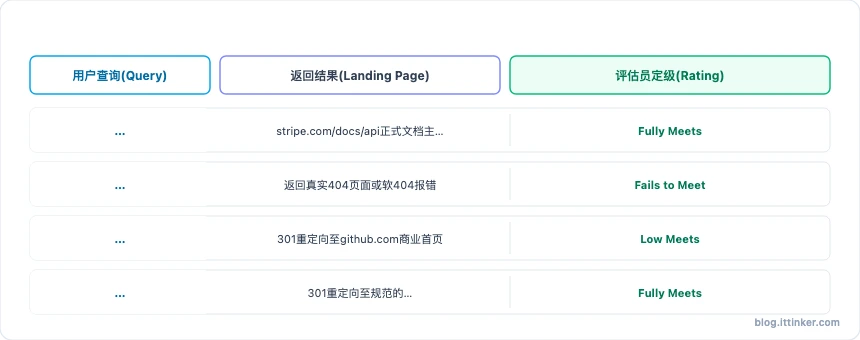 用户查询(Query) 返回结果(Landing Page) 评估员定级(Rating)
... stripe.com/docs/api正式文档主... Fully Meets
... 返回真实404页面或软404报错 Fails to Meet
... 301重定向至github.com商业首页 Low Meets
... 301重定向至规范的... Fully Meets
blog.ittinker.com